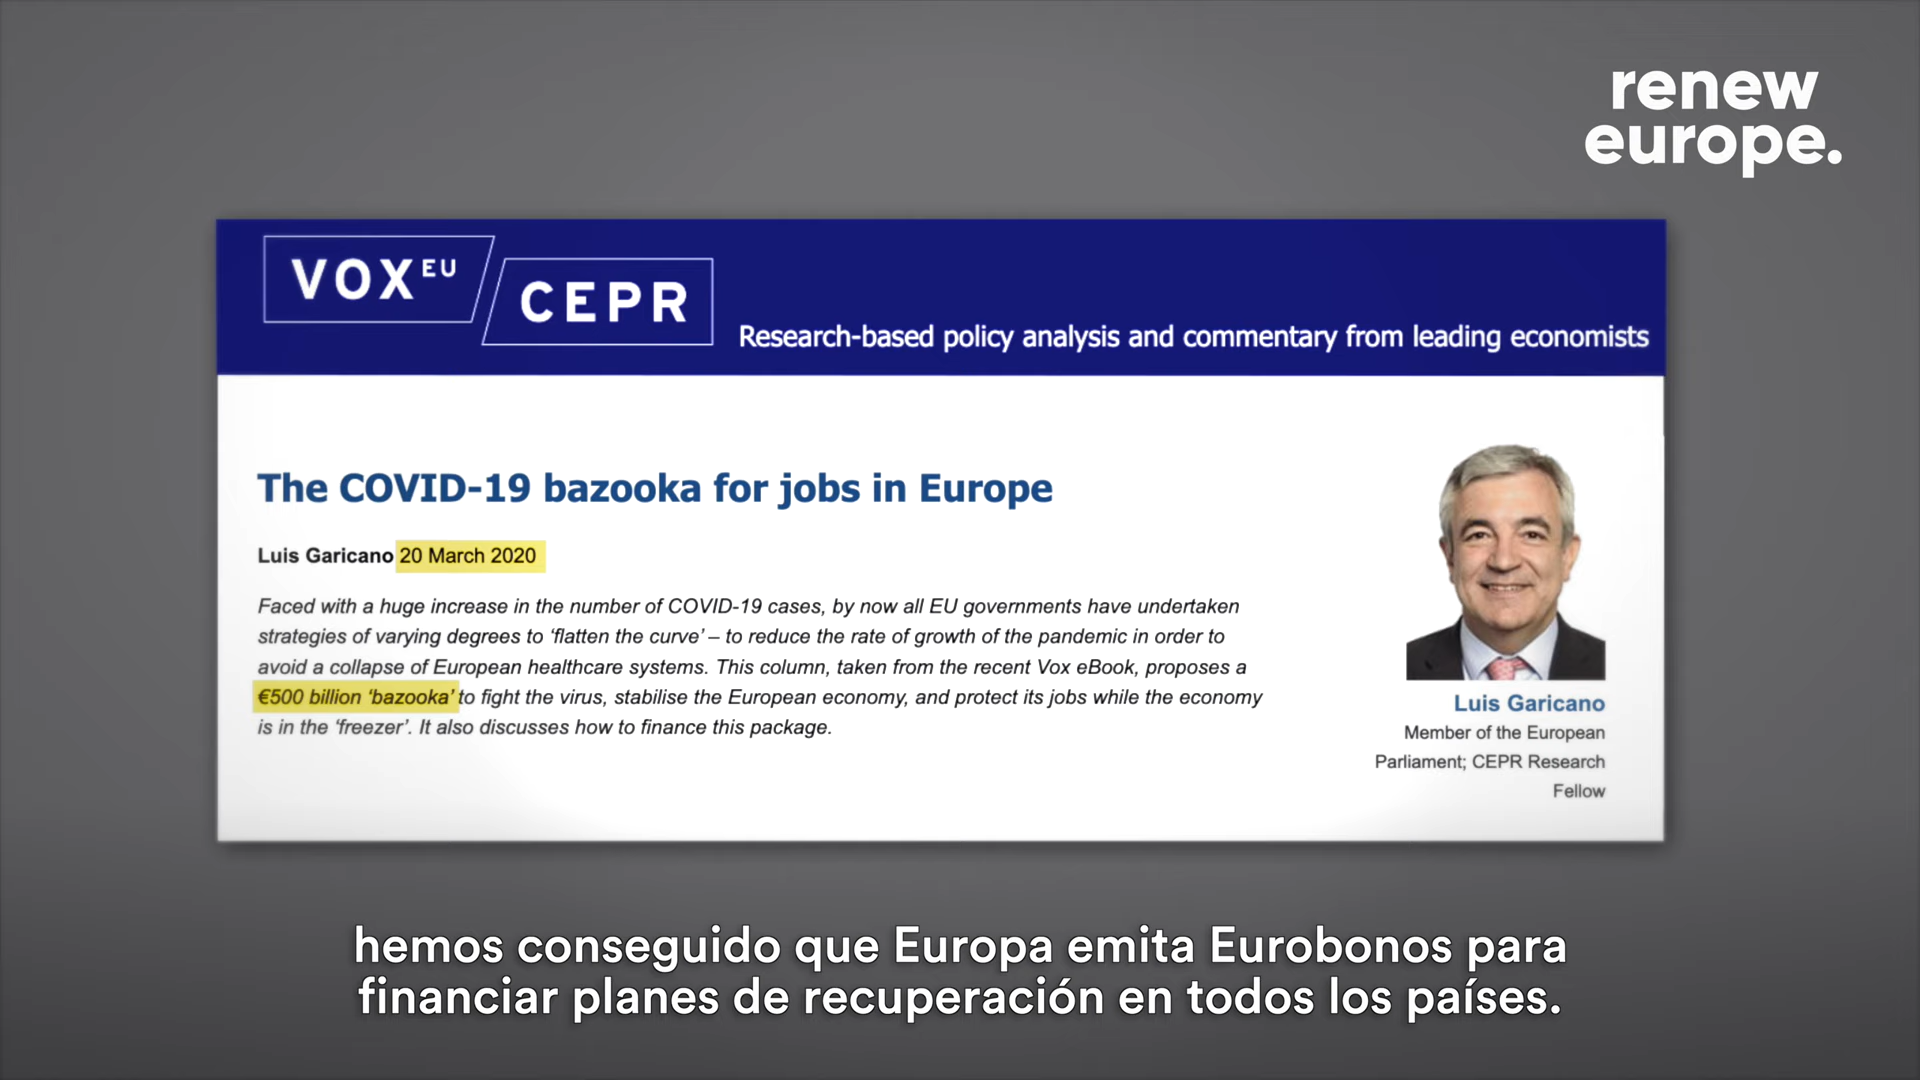 renew
europe.
VOX EU
CEPR
Research-based policy analysis and commentary from leading economists
The COVID-19 bazooka for jobs in Europe
Luis Garicano 20 March 2020
Faced with a huge increase in the number of COVID-19 cases, by now all EU governments have undertaken
strategies of varying degrees to ‘flatten the curve’ – to reduce the rate of growth of the pandemic in order to
avoid a collapse of European healthcare systems. This column, taken from the recent Vox eBook, proposes a
€500 billion ‘bazooka’ to fight the virus, stabilise the European economy, and protect its jobs while the economy
is in the ‘freezer’. It also discusses how to finance this package.
Luis Garicano
Member of the European
Parliament; CEPR Research
Fellow
hemos conseguido que Europa emita Eurobonos para
financiar planes de recuperación en todos los países.